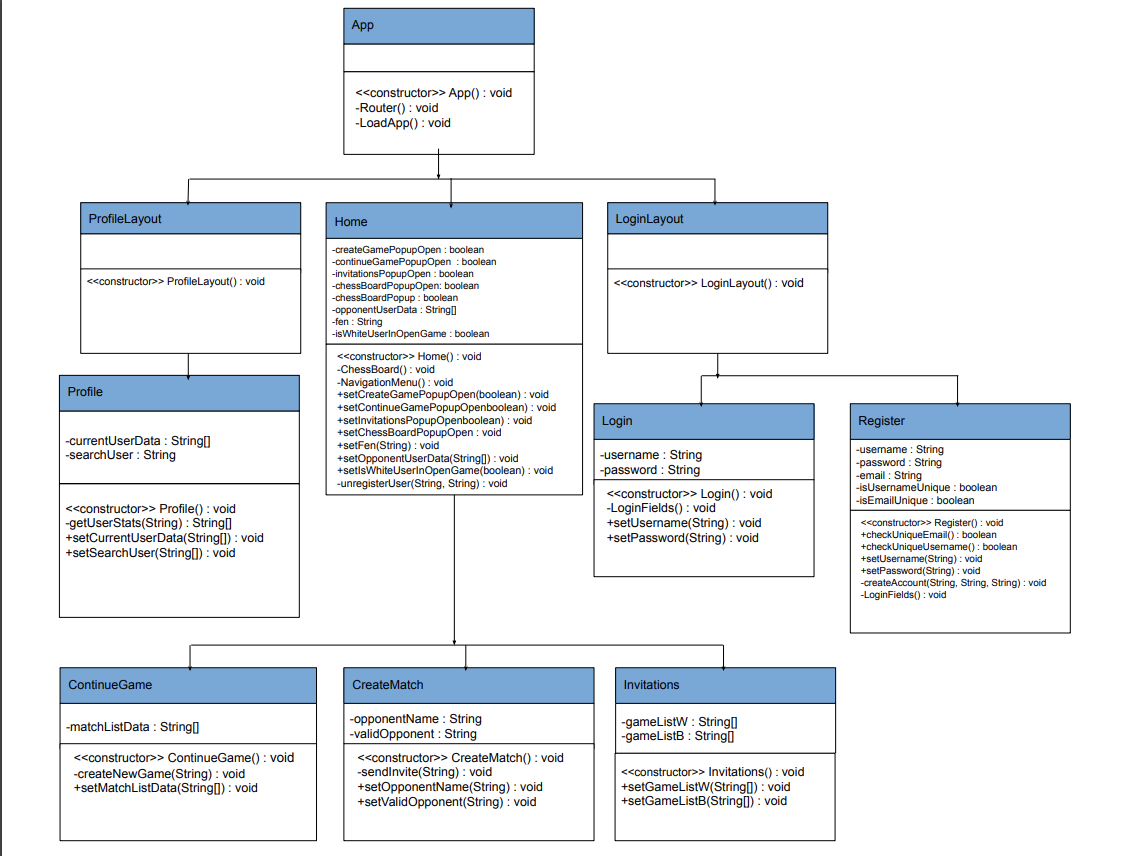 App
<<constructor>> App() : void
-Router() : void
-LoadApp() : void
ProfileLayout
<<constructor>> ProfileLayout() : void
Home
-createGamePopupOpen : boolean
-continueGamePopupOpen : boolean
-invitationsPopupOpen : boolean
-chessBoardPopupOpen: boolean
-chessBoardPopup : boolean
-opponentUserData : String[]
-fen : String
-isWhiteUserInOpenGame : boolean
<<constructor>> Home() : void
-ChessBoard() : void
-NavigationMenu() : void
+setCreateGamePopupOpen(boolean) : void
+setContinueGamePopupOpenboolean) : void
+setInvitationsPopupOpenboolean) : void
+setChessBoardPopupOpen : void
+setFen(String) : void
+setOpponentUserData(String[]) : void
+setIsWhiteUserInOpenGame(boolean) : void
-unregisterUser(String, String) : void
LoginLayout
<<constructor>> LoginLayout() : void
Profile
-currentUserData : String[]
-searchUser : String
<<constructor>> Profile() : void
-getUserStats(String) : String[]
+setCurrentUserData(String[]) : void
+setSearchUser(String[]) : void
Login
-username : String
-password : String
<<constructor>> Login() : void
-LoginFields() : void
+setUsername(String) : void
+setPassword(String) : void
Register
-username : String
-password : String
-email : String
-isUsernameUnique : boolean
-isEmailUnique : boolean
<<constructor>> Register() : void
+checkUniqueEmail() : boolean
+checkUniqueUsername() : boolean
+setUsername(String) : void
+setPassword(String) : void
-createAccount(String, String, String) : void
-LoginFields() : void
ContinueGame
-matchListData : String[]
<<constructor>> ContinueGame() : void
-createNewGame(String) : void
+setMatchListData(String[]) : void
CreateMatch
-opponentName : String
-validOpponent : String
<<constructor>> CreateMatch() : void
-sendInvite(String) : void
+setOpponentName(String) : void
+setValidOpponent(String) : void
Invitations
-gameListW : String[]
-gameListB : String[]
<<constructor>> Invitations() : void
+setGameListW(String[]) : void
+setGameListB(String[]) : void